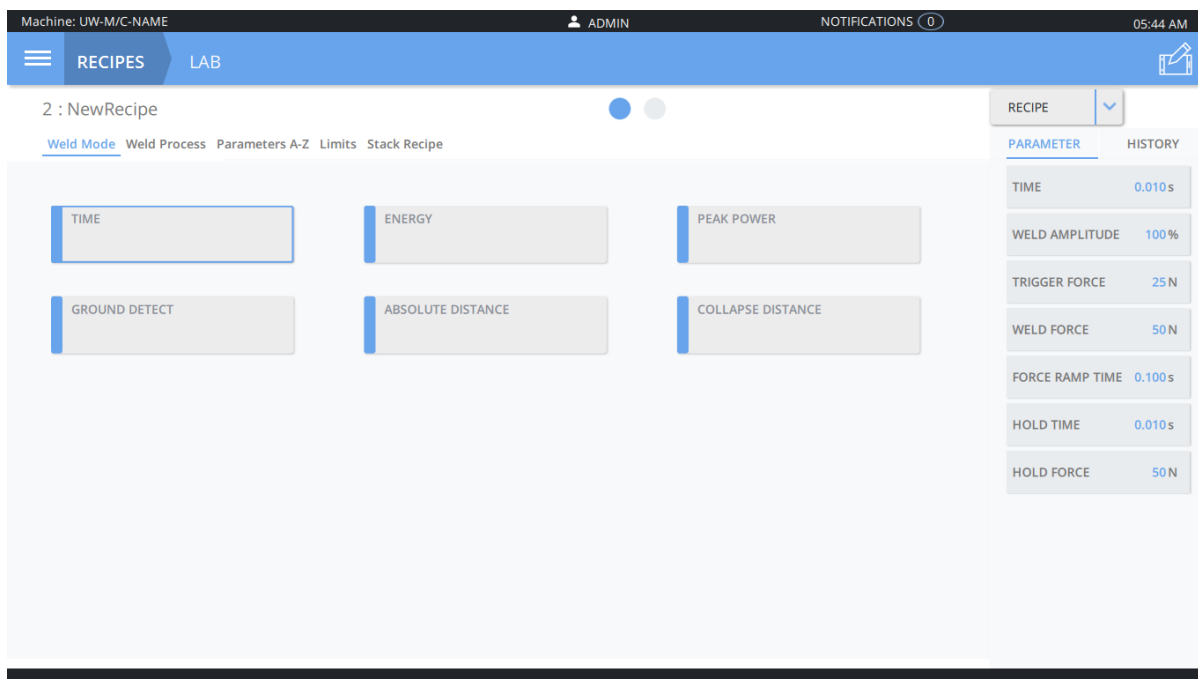 Machine: UW-M/C-NAME ADMIN NOTIFICATIONS 0 05:44 AM
RECIPES LAB
2 : NewRecipe
RECIPE
Weld Mode Weld Process Parameters A-Z Limits Stack Recipe
PARAMETER HISTORY
TIME ENERGY PEAK POWER
GROUND DETECT ABSOLUTE DISTANCE COLLAPSE DISTANCE
TIME 0.010 s
WELD AMPLITUDE 100 %
TRIGGER FORCE 25 N
WELD FORCE 50 N
FORCE RAMP TIME 0.100 s
HOLD TIME 0.010 s
HOLD FORCE 50 N